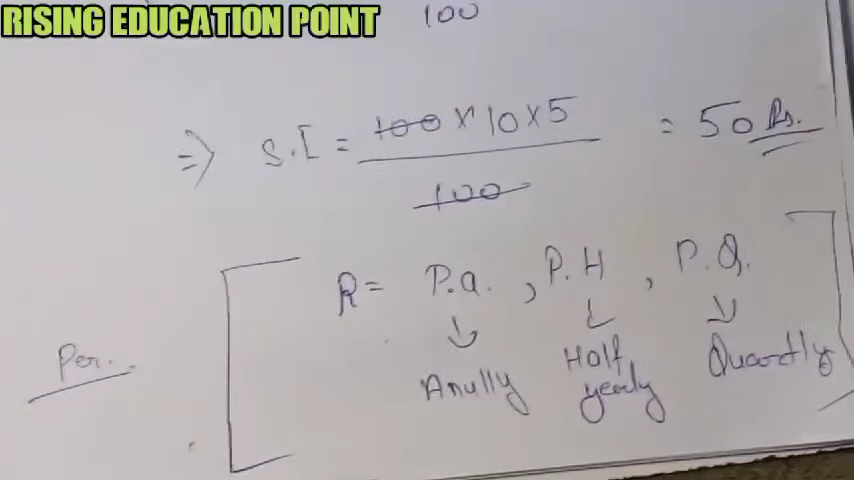 RISING EDUCATION POINT
100
⇒ S.I = 100 × 10 × 5 = 50 Rs.
100
R = P.a. , P.H , P.Q.
Per.
Anully Half yearly Quartly